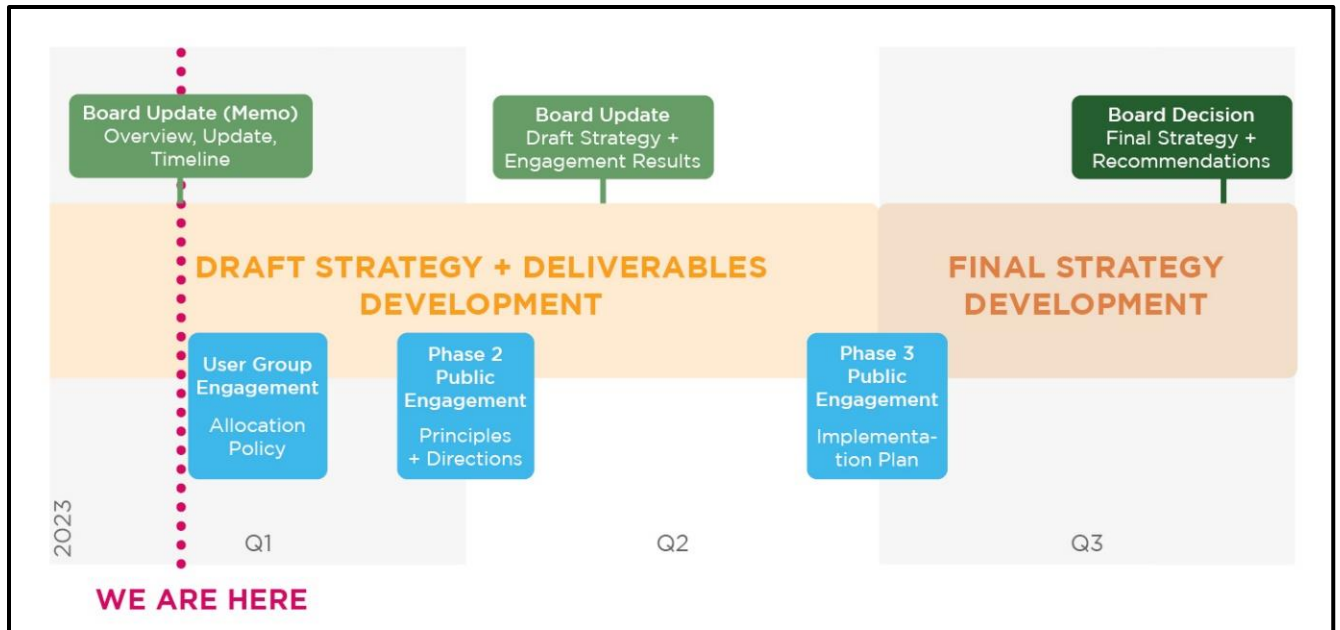 Board Update (Memo)
Overview, Update,
Timeline
Board Update
Draft Strategy +
Engagement Results
Board Decision
Final Strategy +
Recommendations
DRAFT STRATEGY + DELIVERABLES
DEVELOPMENT
FINAL STRATEGY
DEVELOPMENT
User Group
Engagement
Allocation
Policy
Phase 2
Public
Engagement
Principles
+ Directions
Phase 3
Public
Engagement
Implementa-
tion Plan
2023
Q1
Q2
Q3
WE ARE HERE